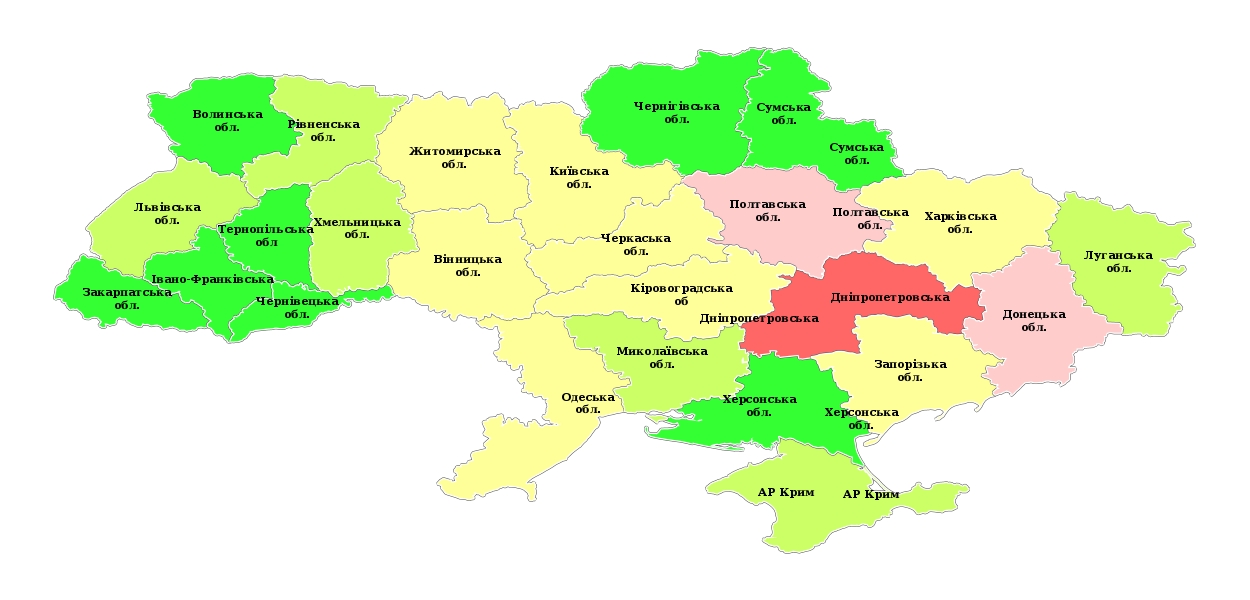 Волинська
обл.
Рівненська
обл.
Житомирська
обл.
Київська
обл.
Чернігівська
обл.
Сумська
обл.
Сумська
обл.
Львівська
обл.
Тернопільська
обл
Хмельницька
обл.
Вінницька
обл.
Черкаська
обл.
Полтавська
обл.
Полтавська
обл.
Харківська
обл.
Луганська
обл.
Закарпатська
обл.
Івано-Франківська
Чернівецька
обл.
Кіровоградська
об
Дніпропетровська
Дніпропетровська
Донецька
обл.
Миколаївська
обл.
Запорізька
обл.
Одеська
обл.
Херсонська
обл.
Херсонська
обл.
АР Крим
АР Крим